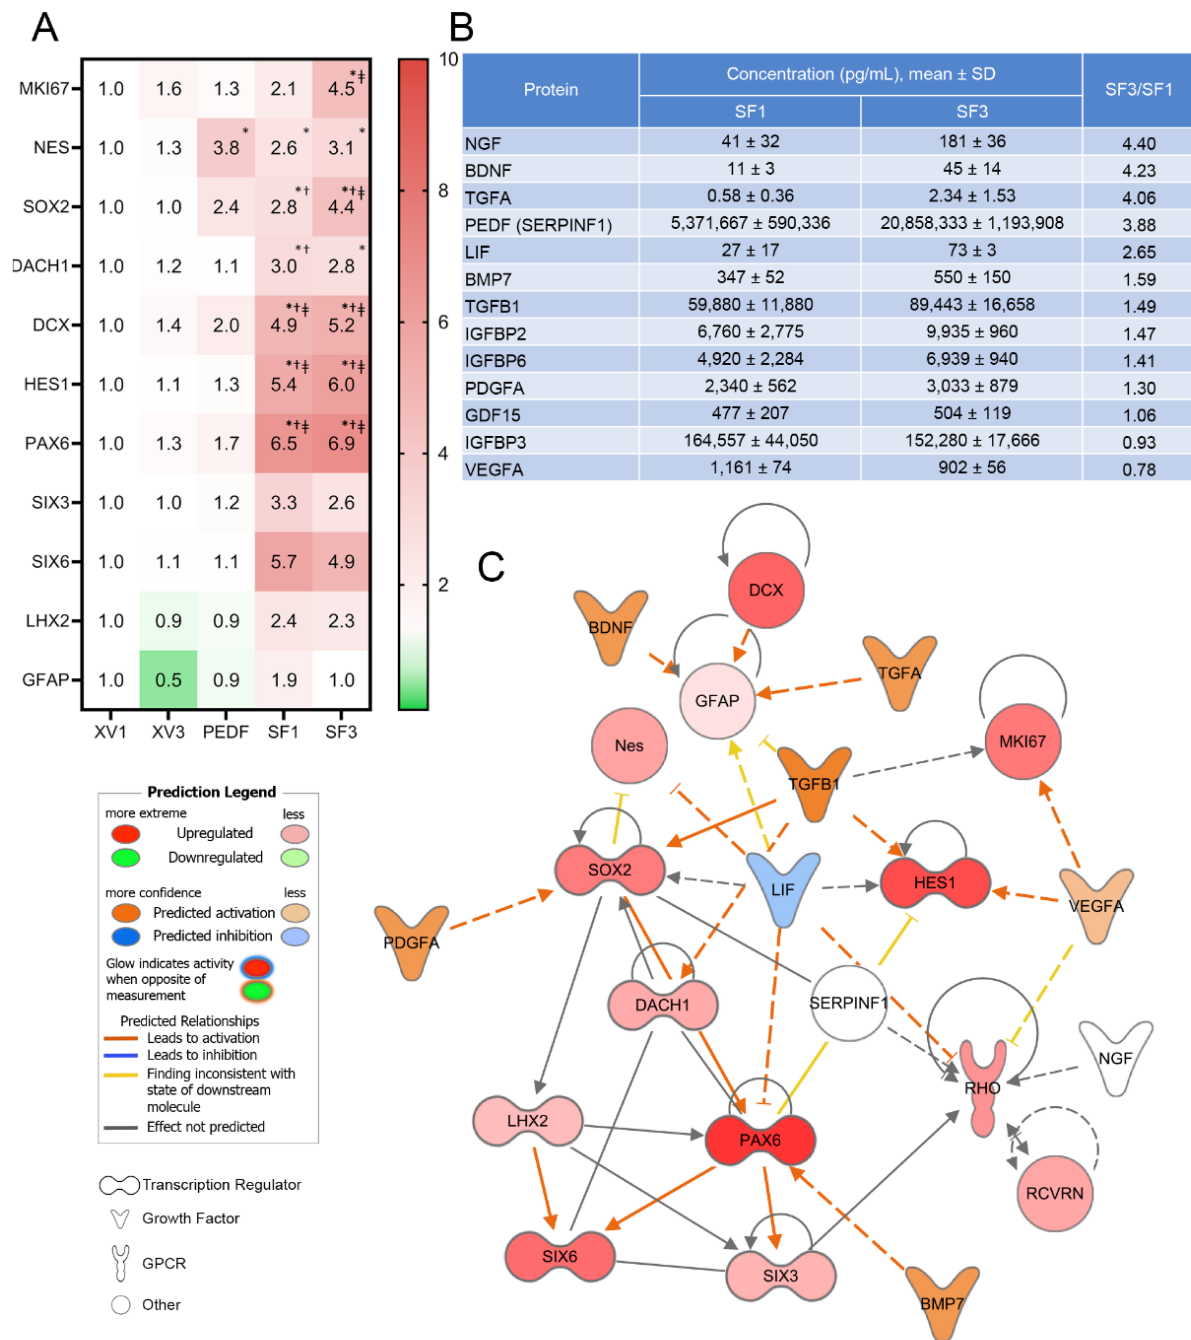 A
MKI67 1.0 1.6 1.3 2.1 4.5 *ǂ
NES 1.0 1.3 3.8 * 2.6 * 3.1 *
SOX2 1.0 1.0 2.4 2.8 *† 4.4 *†ǂ
DACH1 1.0 1.2 1.1 3.0 *† 2.8 *
DCX 1.0 1.4 2.0 4.9 *†ǂ 5.2 *†ǂ
HES1 1.0 1.1 1.3 5.4 *†ǂ 6.0 *†ǂ
PAX6 1.0 1.3 1.7 6.5 *†ǂ 6.9 *†ǂ
SIX3 1.0 1.0 1.2 3.3 2.6
SIX6 1.0 1.1 1.1 5.7 4.9
LHX2 1.0 0.9 0.9 2.4 2.3
GFAP 1.0 0.5 0.9 1.9 1.0
XV1 XV3 PEDF SF1 SF3
10
8
6
4
2
B
Protein Concentration (pg/mL), mean ± SD SF3/SF1
SF1 SF3
NGF 41 ± 32 181 ± 36 4.40
BDNF 11 ± 3 45 ± 14 4.23
TGFA 0.58 ± 0.36 2.34 ± 1.53 4.06
PEDF (SERPINF1) 5,371,667 ± 590,336 20,858,333 ± 1,193,908 3.88
LIF 27 ± 17 73 ± 3 2.65
BMP7 347 ± 52 550 ± 150 1.59
TGFB1 59,880 ± 11,880 89,443 ± 16,658 1.49
IGFBP2 6,760 ± 2,775 9,935 ± 960 1.47
IGFBP6 4,920 ± 2,284 6,939 ± 940 1.41
PDGFA 2,340 ± 562 3,033 ± 879 1.30
GDF15 477 ± 207 504 ± 119 1.06
IGFBP3 164,557 ± 44,050 152,280 ± 17,666 0.93
VEGFA 1,161 ± 74 902 ± 56 0.78
C
DCX
BDNF
TGFA
GFAP
Nes
MKI67
TGFB1
SOX2
LIF
HES1
VEGFA
PDGFA
DACH1
SERPINF1
NGF
RHO
LHX2
PAX6
RCVRN
SIX6
SIX3
BMP7
Prediction Legend
more extreme less
Upregulated
Downregulated
more confidence less
Predicted activation
Predicted inhibition
Glow indicates activity
when opposite of
measurement
Predicted Relationships
Leads to activation
Leads to inhibition
Finding inconsistent with
state of downstream
molecule
Effect not predicted
Transcription Regulator
Growth Factor
GPCR
Other